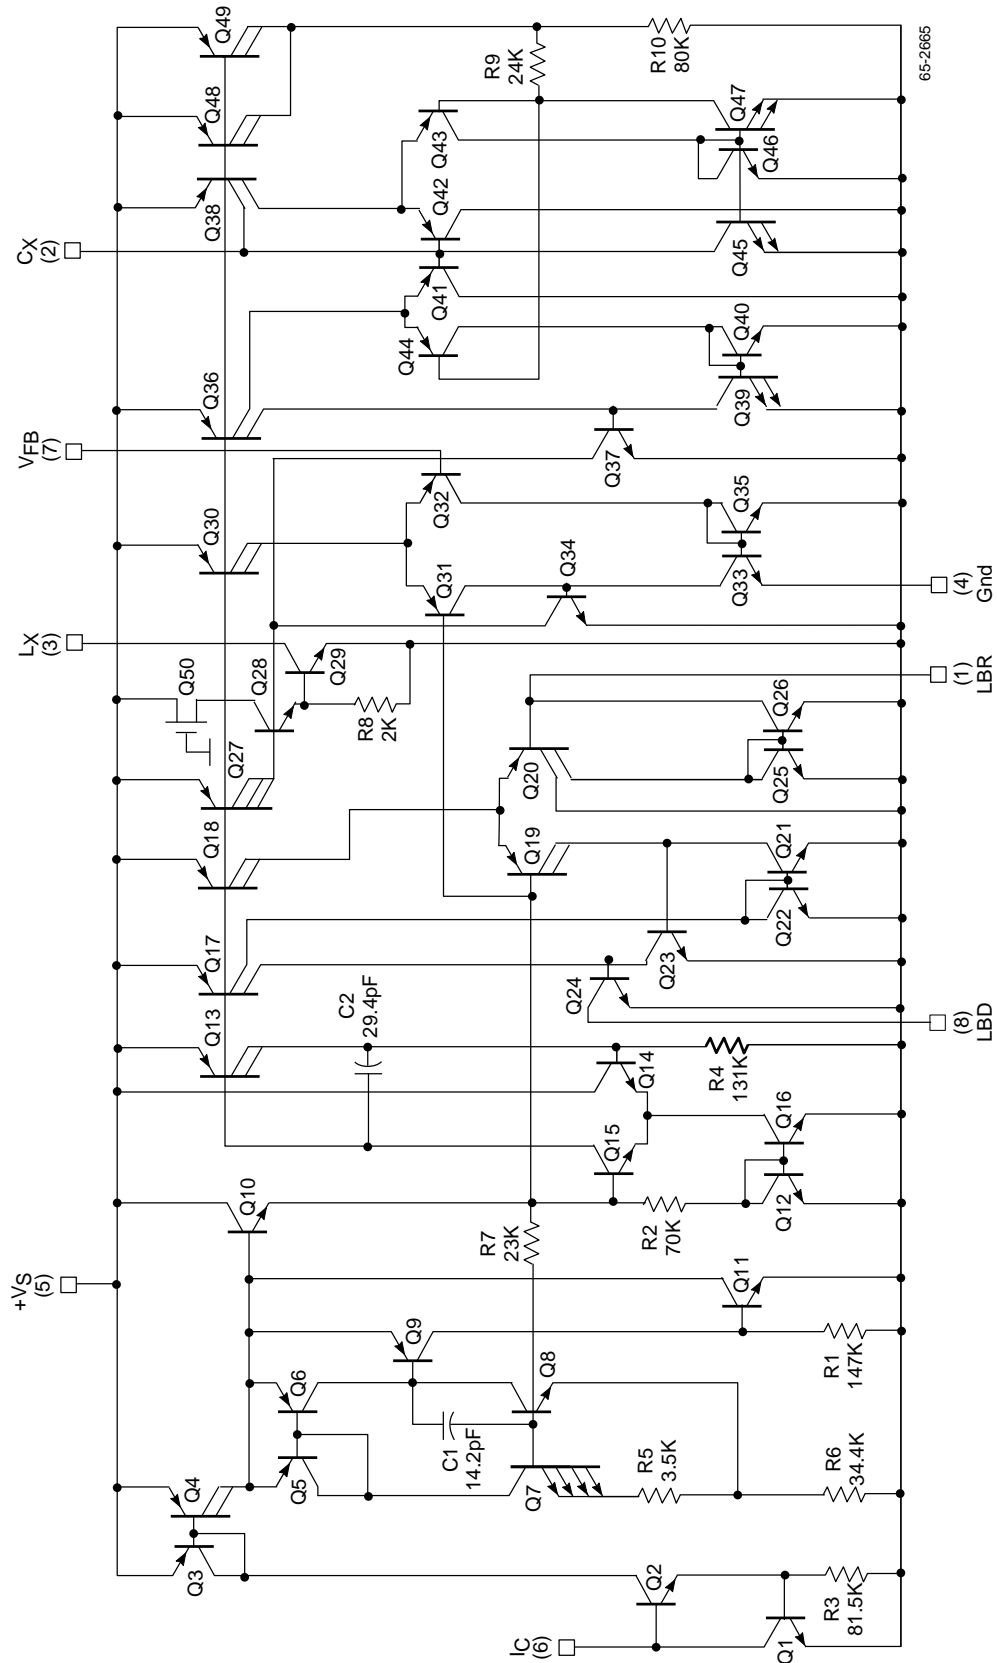 +VS
(5)
LX
(3)
VFB
(7)
CX
(2)
Q3
Q4
Q10
Q13
Q17
Q18
Q27
Q50
Q30
Q36
Q38
Q48
Q49
Q5
Q6
Q28
Q29
C2
29.4pF
R8
2K
Q9
C1
14.2pF
Q31
Q32
Q44
Q41
Q42
Q43
R9
24K
IC
(6)
Q7
Q8
R7
23K
Q19
Q20
Q24
Q34
Q37
Q2
R5
3.5K
Q15
Q14
Q23
R2
70K
R10
80K
Q1
Q11
R4
131K
Q12
Q16
Q22
Q21
Q25
Q26
Q33
Q35
Q39
Q40
Q45
Q46
Q47
R3
81.5K
R6
34.4K
R1
147K
(8)
LBD
(1)
LBR
(4)
Gnd
65-2665